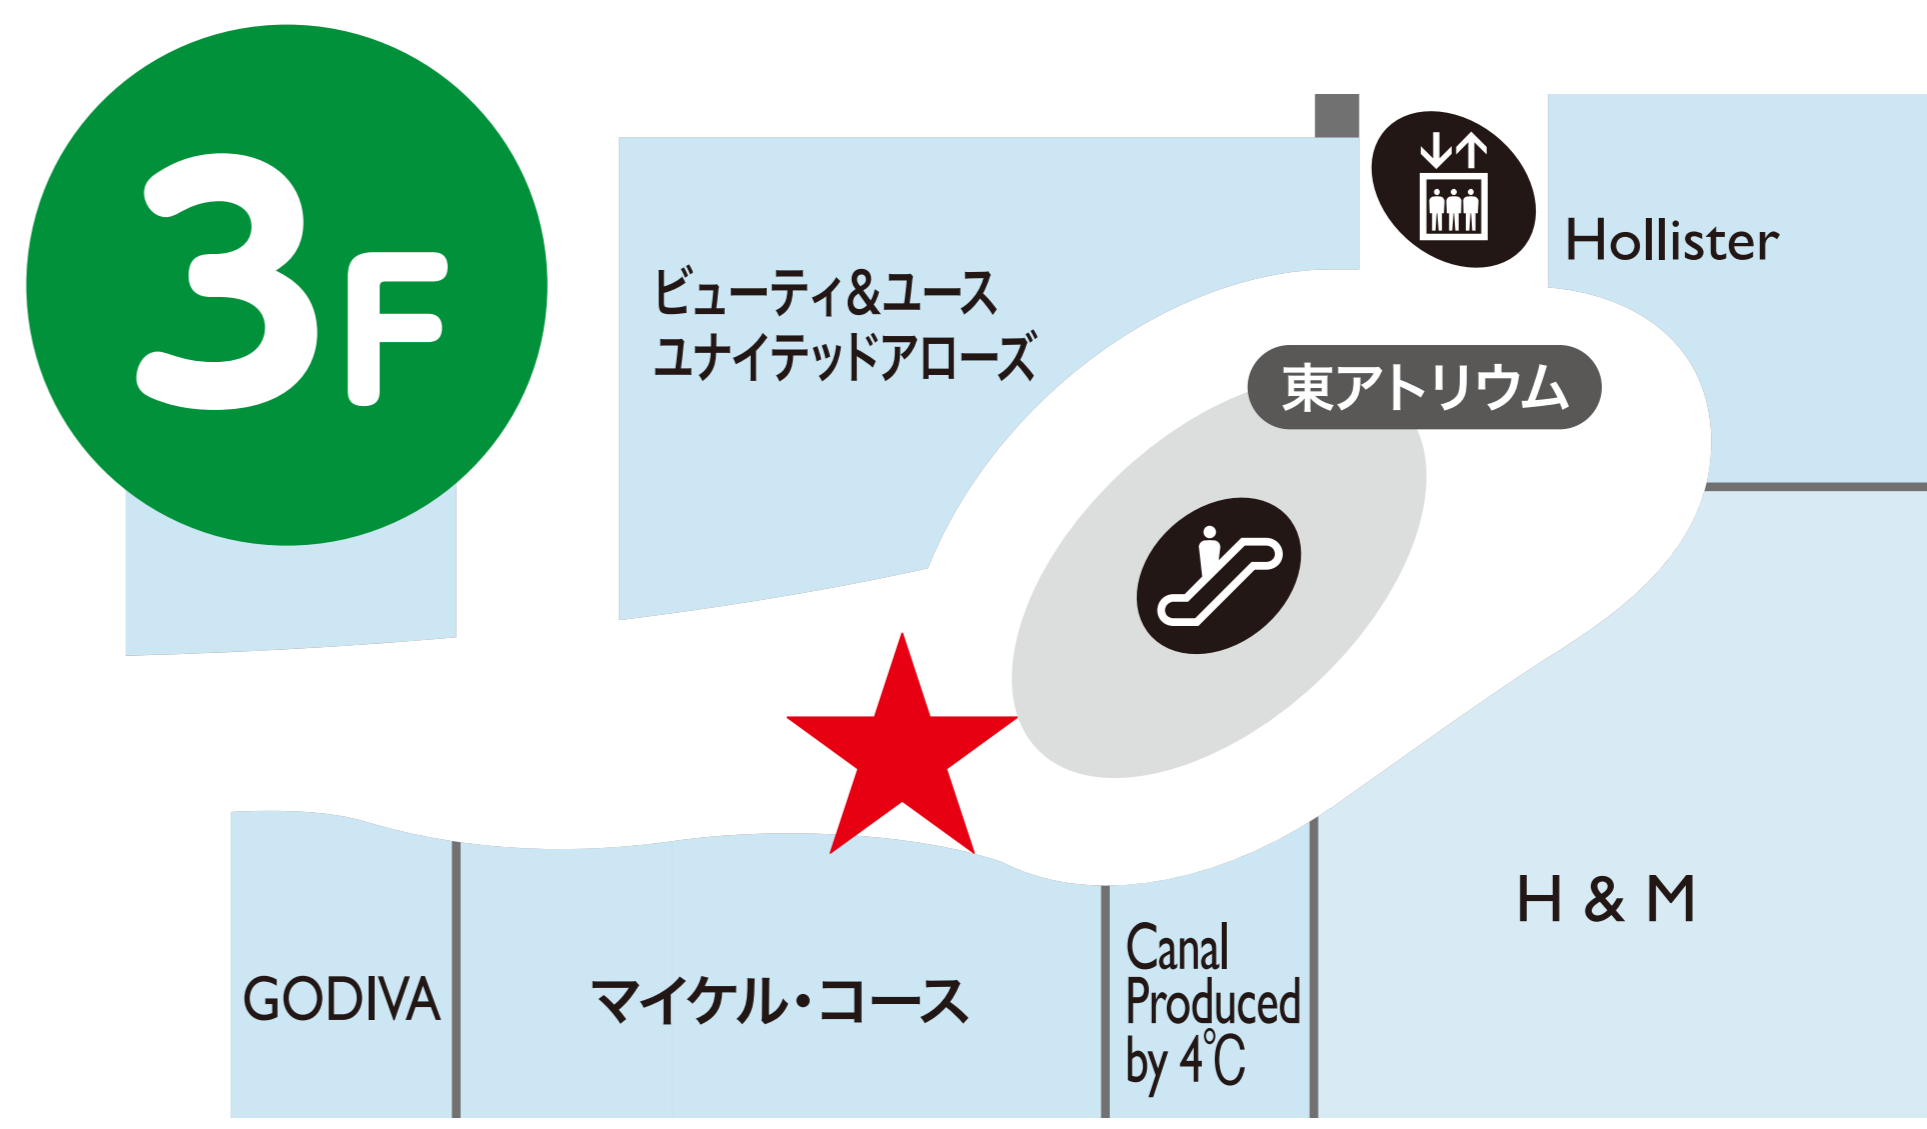 3F
ビューティ&ユース
ユナイテッドアローズ
Hollister
東アトリウム
GODIVA
マイケル・コース
Canal
Produced
by 4℃
H & M